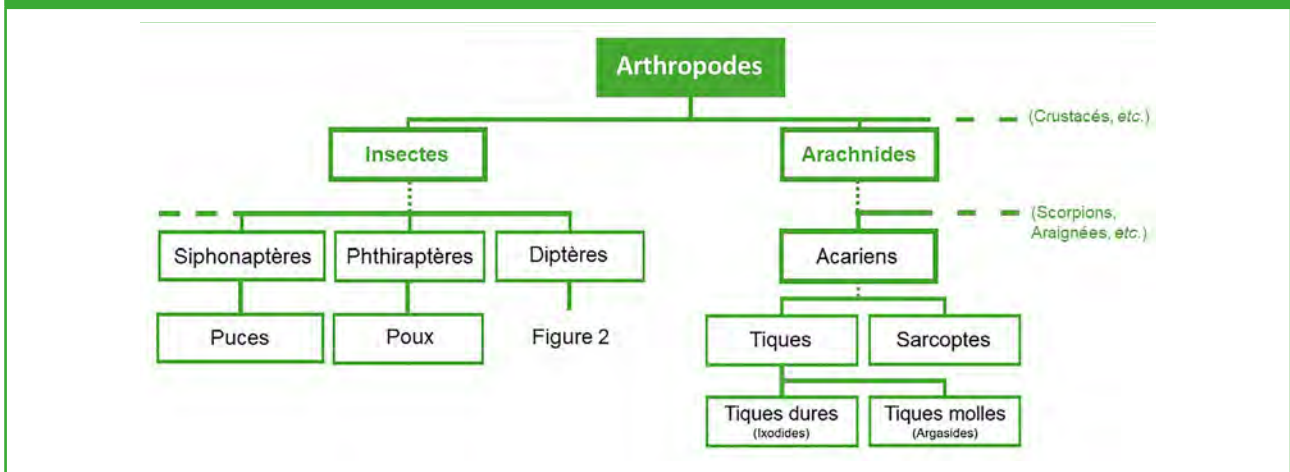 Arthropodes
(Crustacés, etc.)
Insectes
Arachnides
(Scorpions,
Araignées, etc.)
Siphonaptères
Phthiraptères
Diptères
Acariens
Puces
Poux
Figure 2
Tiques
Sarcoptes
Tiques dures
(Ixodides)
Tiques molles
(Argasides)